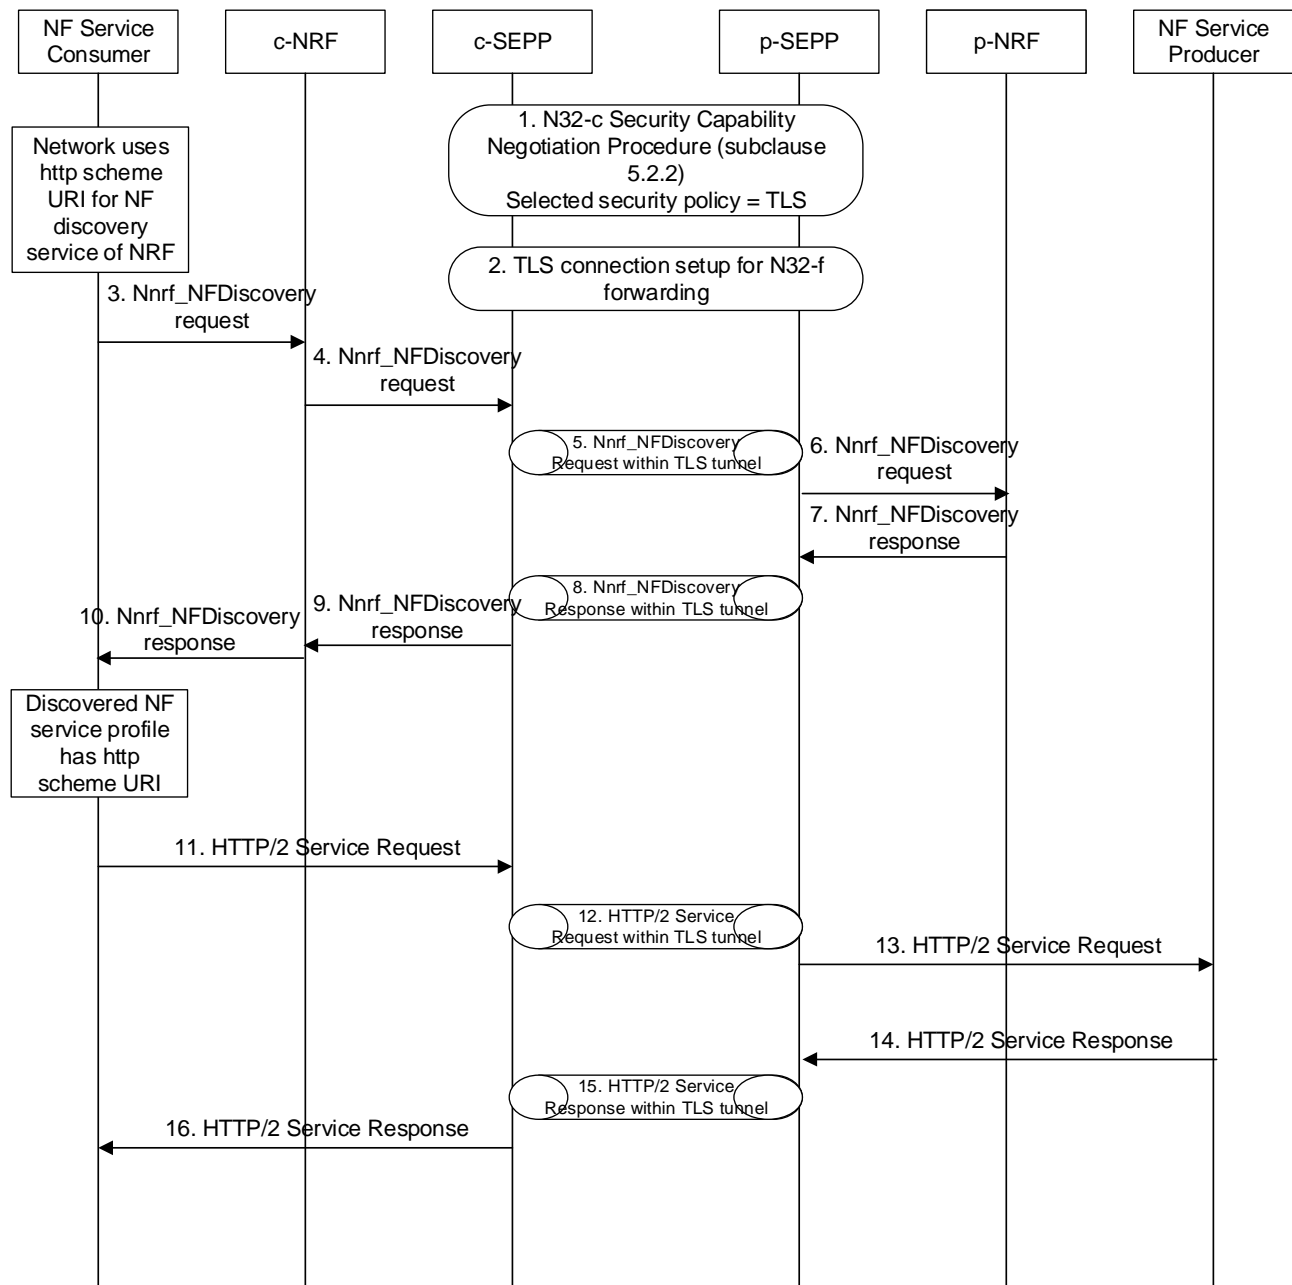 NF Service
Consumer
c-NRF
c-SEPP
p-SEPP
p-NRF
NF Service
Producer
1. N32-c Security Capability
Negotiation Procedure (subclause
5.2.2)
Selected security policy = TLS
Network uses
http scheme
URI for NF
discovery
service of NRF
2. TLS connection setup for N32-f
forwarding
3. Nnrf_NFDiscovery
request
4. Nnrf_NFDiscovery
request
5. Nnrf_NFDiscovery
Request within TLS tunnel
6. Nnrf_NFDiscovery
request
7. Nnrf_NFDiscovery
response
8. Nnrf_NFDiscovery
Response within TLS tunnel
9. Nnrf_NFDiscovery
response
10. Nnrf_NFDiscovery
response
Discovered NF
service profile
has http
scheme URI
11. HTTP/2 Service Request
12. HTTP/2 Service
Request within TLS tunnel
13. HTTP/2 Service Request
14. HTTP/2 Service Response
15. HTTP/2 Service
Response within TLS tunnel
16. HTTP/2 Service Response